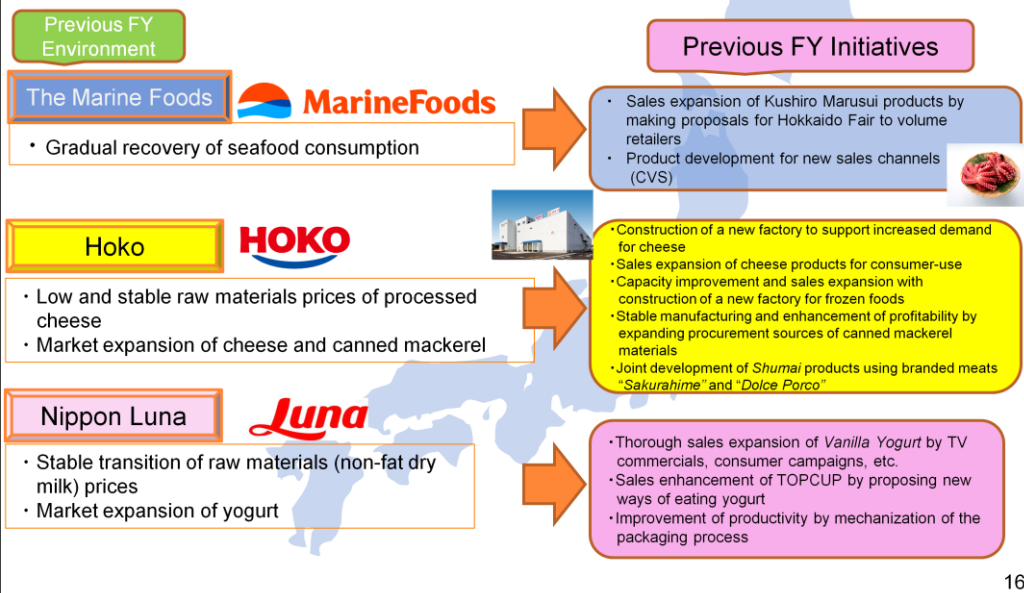 Previous FY
Environment
Previous FY Initiatives
The Marine Foods
MarineFoods
・ Gradual recovery of seafood consumption
・ Sales expansion of Kushiro Marusui products by
making proposals for Hokkaido Fair to volume
retailers
・ Product development for new sales channels
(CVS)
Hoko
HOKO
・Low and stable raw materials prices of processed
cheese
・Market expansion of cheese and canned mackerel
・Construction of a new factory to support increased demand
for cheese
・Sales expansion of cheese products for consumer-use
・Capacity improvement and sales expansion with
construction of a new factory for frozen foods
・Stable manufacturing and enhancement of profitability by
expanding procurement sources of canned mackerel
materials
・Joint development of Shumai products using branded meats
“Sakurahime” and “Dolce Porco”
Nippon Luna
Luna
・Stable transition of raw materials (non-fat dry
milk) prices
・Market expansion of yogurt
・Thorough sales expansion of Vanilla Yogurt by TV
commercials, consumer campaigns, etc.
・Sales enhancement of TOPCUP by proposing new
ways of eating yogurt
・Improvement of productivity by mechanization of the
packaging process
16